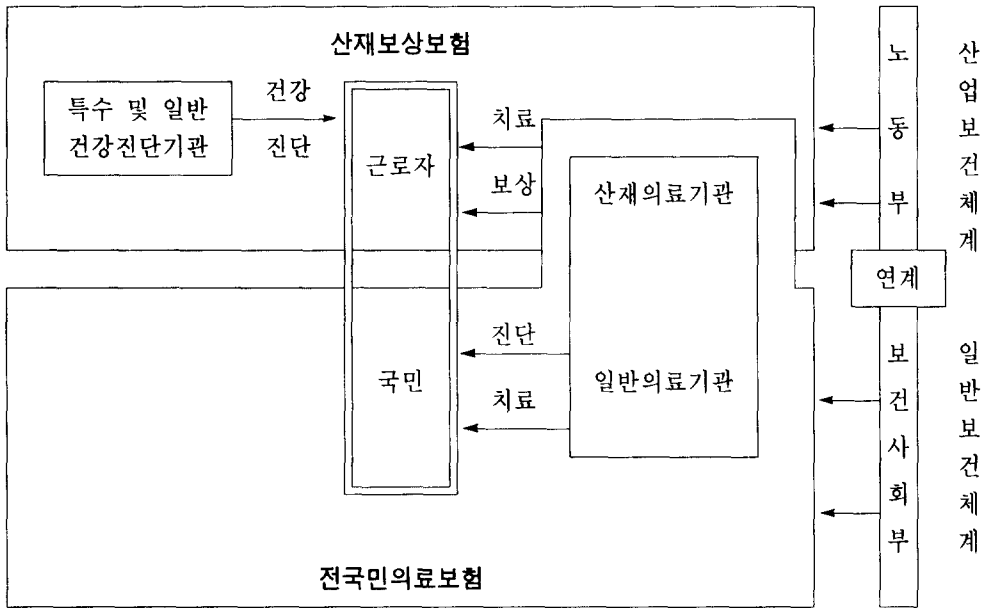 산재보상보험
특수 및 일반
건강진단기관
건강
진단
근로자
치료
보상
산재의료기관
노동부
산업보건체계
연계
국민
진단
치료
일반의료기관
보건사회부
일반보건체계
전국민의료보험